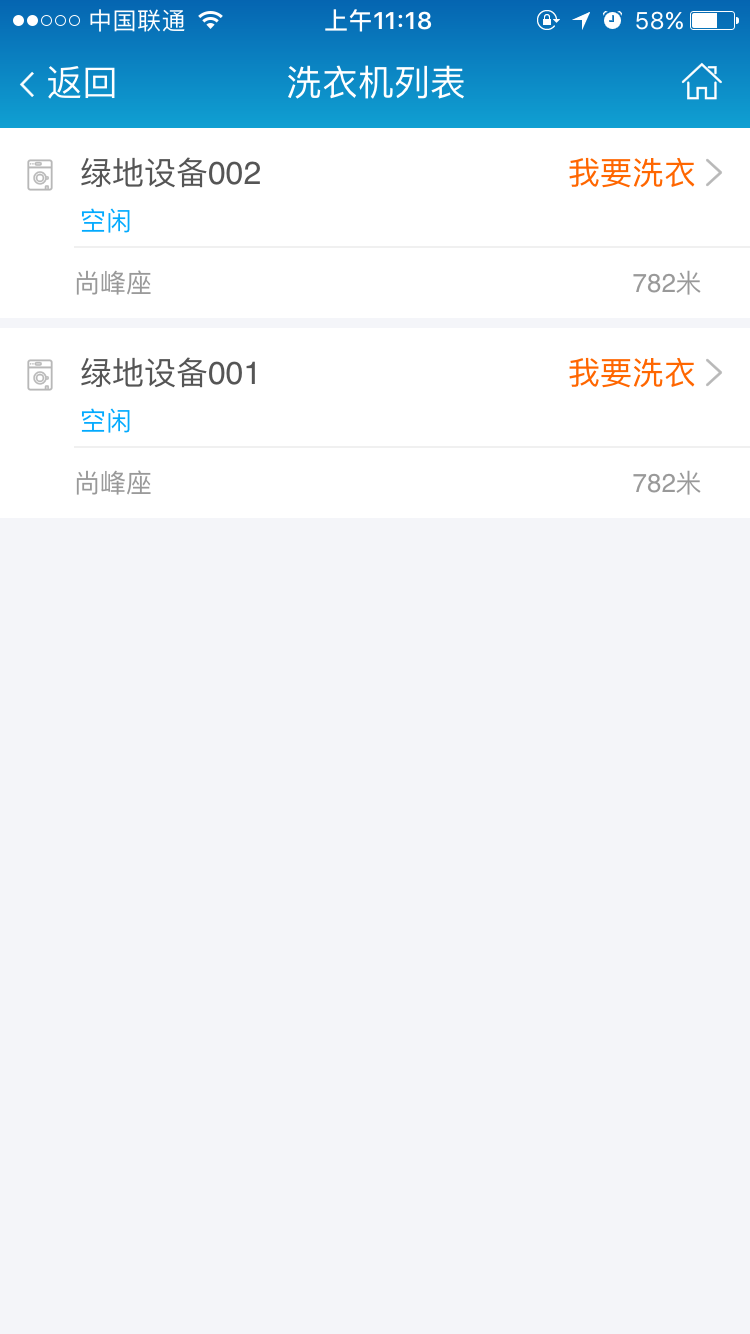 中国联通 上午11:18 58%
返回 洗衣机列表
绿地设备002 我要洗衣
空闲
尚峰座 782米
绿地设备001 我要洗衣
空闲
尚峰座 782米